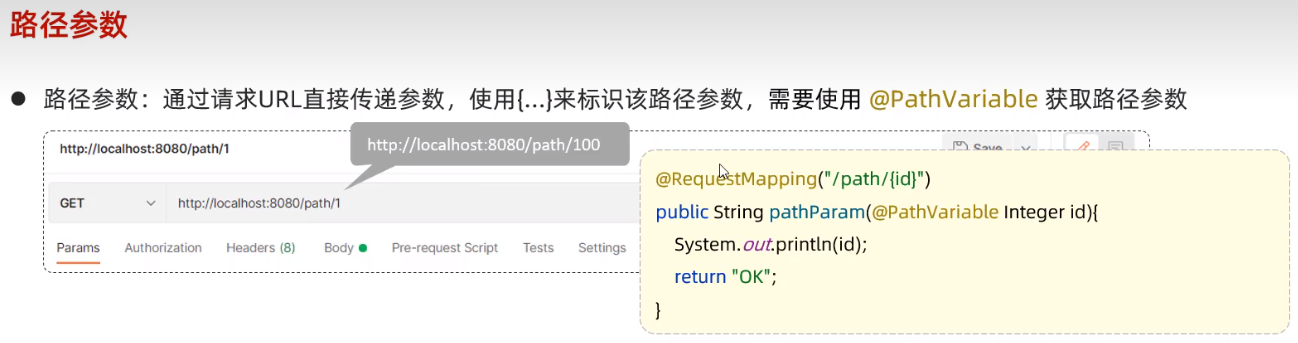 路径参数
路径参数：通过请求URL直接传递参数，使用{…}来标识该路径参数，需要使用 @PathVariable 获取路径参数
http://localhost:8080/path/1
http://localhost:8080/path/100
Save
GET
http://localhost:8080/path/1
Params Authorization Headers (8) Body Pre-request Script Tests Settings
@RequestMapping("/path/{id}")
public String pathParam(@PathVariable Integer id){
System.out.println(id);
return "OK";
}